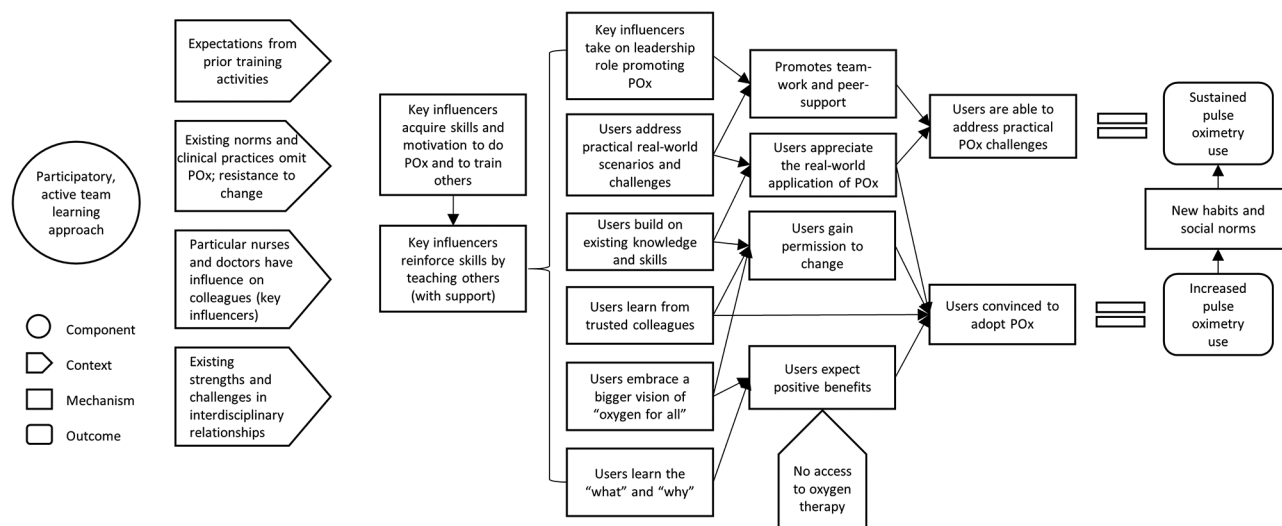 Participatory,
active team
learning
approach
Component
Context
Mechanism
Outcome
Expectations from
prior training
activities
Existing norms and
clinical practices omit
POx; resistance to
change
Particular nurses
and doctors have
influence on
colleagues (key
influencers)
Existing
strengths and
challenges in
interdisciplinary
relationships
Key influencers
acquire skills and
motivation to do
POx and to train
others
Key influencers
reinforce skills by
teaching others
(with support)
Key influencers
take on leadership
role promoting
POx
Users address
practical real-world
scenarios and
challenges
Users build on
existing knowledge
and skills
Users learn from
trusted colleagues
Users embrace a
bigger vision of
“oxygen for all”
Users learn the
“what” and “why”
Promotes team-
work and peer-
support
Users appreciate
the real-world
application of POx
Users gain
permission to
change
Users expect
positive benefits
No access
to oxygen
therapy
Users are able to
address practical
POx challenges
Users convinced to
adopt POx
Sustained
pulse
oximetry
use
New habits and
social norms
Increased
pulse
oximetry
use